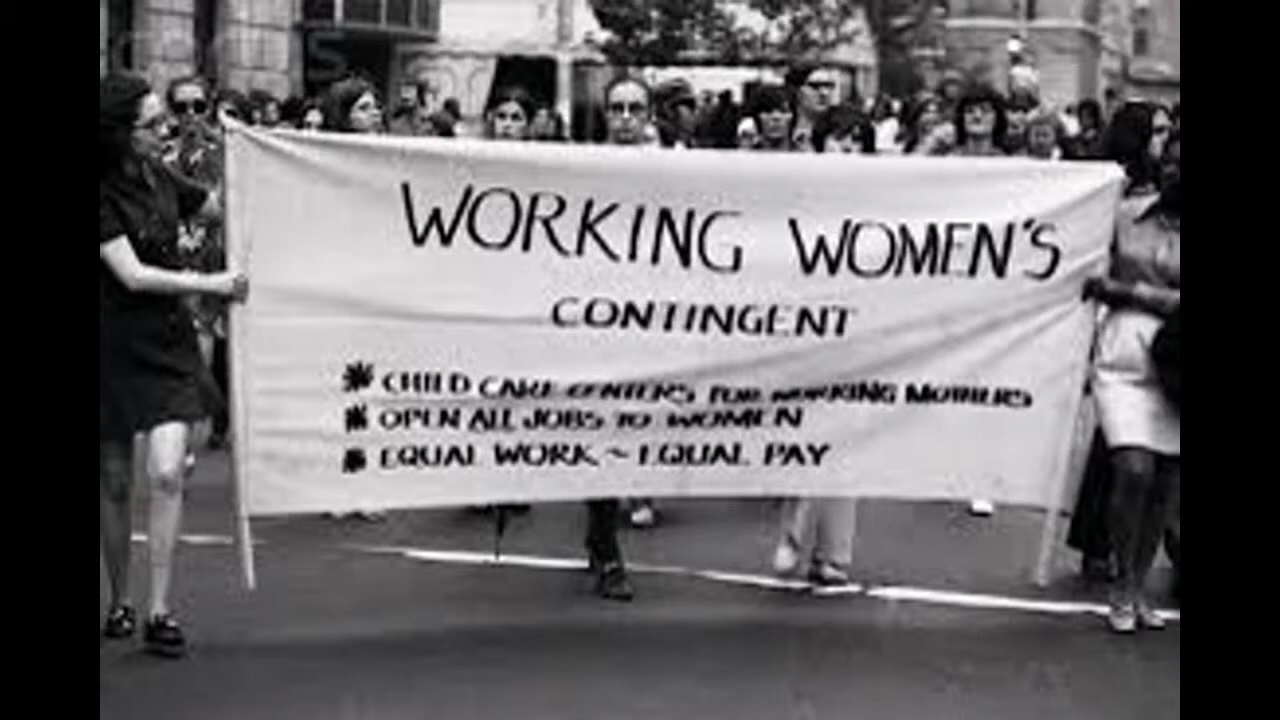 WORKING WOMEN'S
CONTINGENT
* CHILD CARE CENTERS FOR WORKING MOTHERS
* OPEN ALL JOBS TO WOMEN
* EQUAL WORK ~ EQUAL PAY